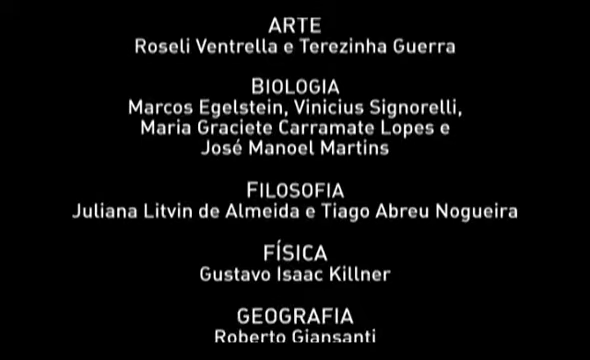 ARTE
Roseli Ventrella e Terezinha Guerra
BIOLOGIA
Marcos Egelstein, Vinicius Signorelli,
Maria Graciete Carramate Lopes e
José Manoel Martins
FILOSOFIA
Juliana Litvin de Almeida e Tiago Abreu Nogueira
FÍSICA
Gustavo Isaac Killner
GEOGRAFIA
Roberto Giansanti